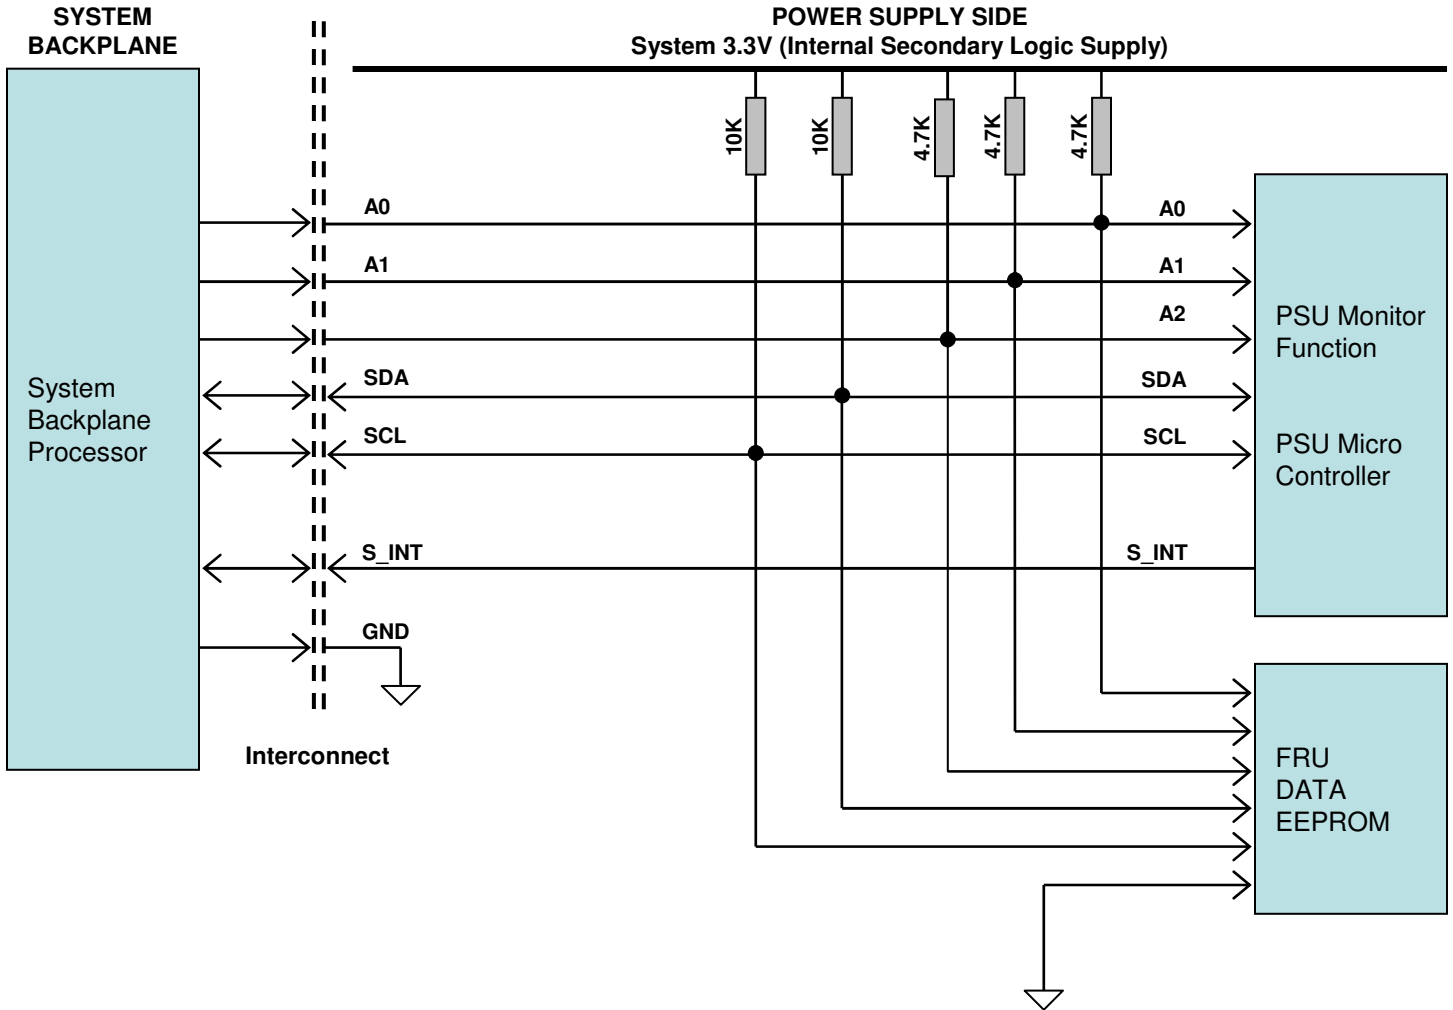 SYSTEM
BACKPLANE
POWER SUPPLY SIDE
System 3.3V (Internal Secondary Logic Supply)
10K
10K
4.7K
4.7K
4.7K
A0
A0
A1
A1
A2
SDA
SDA
SCL
SCL
S_INT
S_INT
GND
System
Backplane
Processor
PSU Monitor
Function
PSU Micro
Controller
Interconnect
FRU
DATA
EEPROM